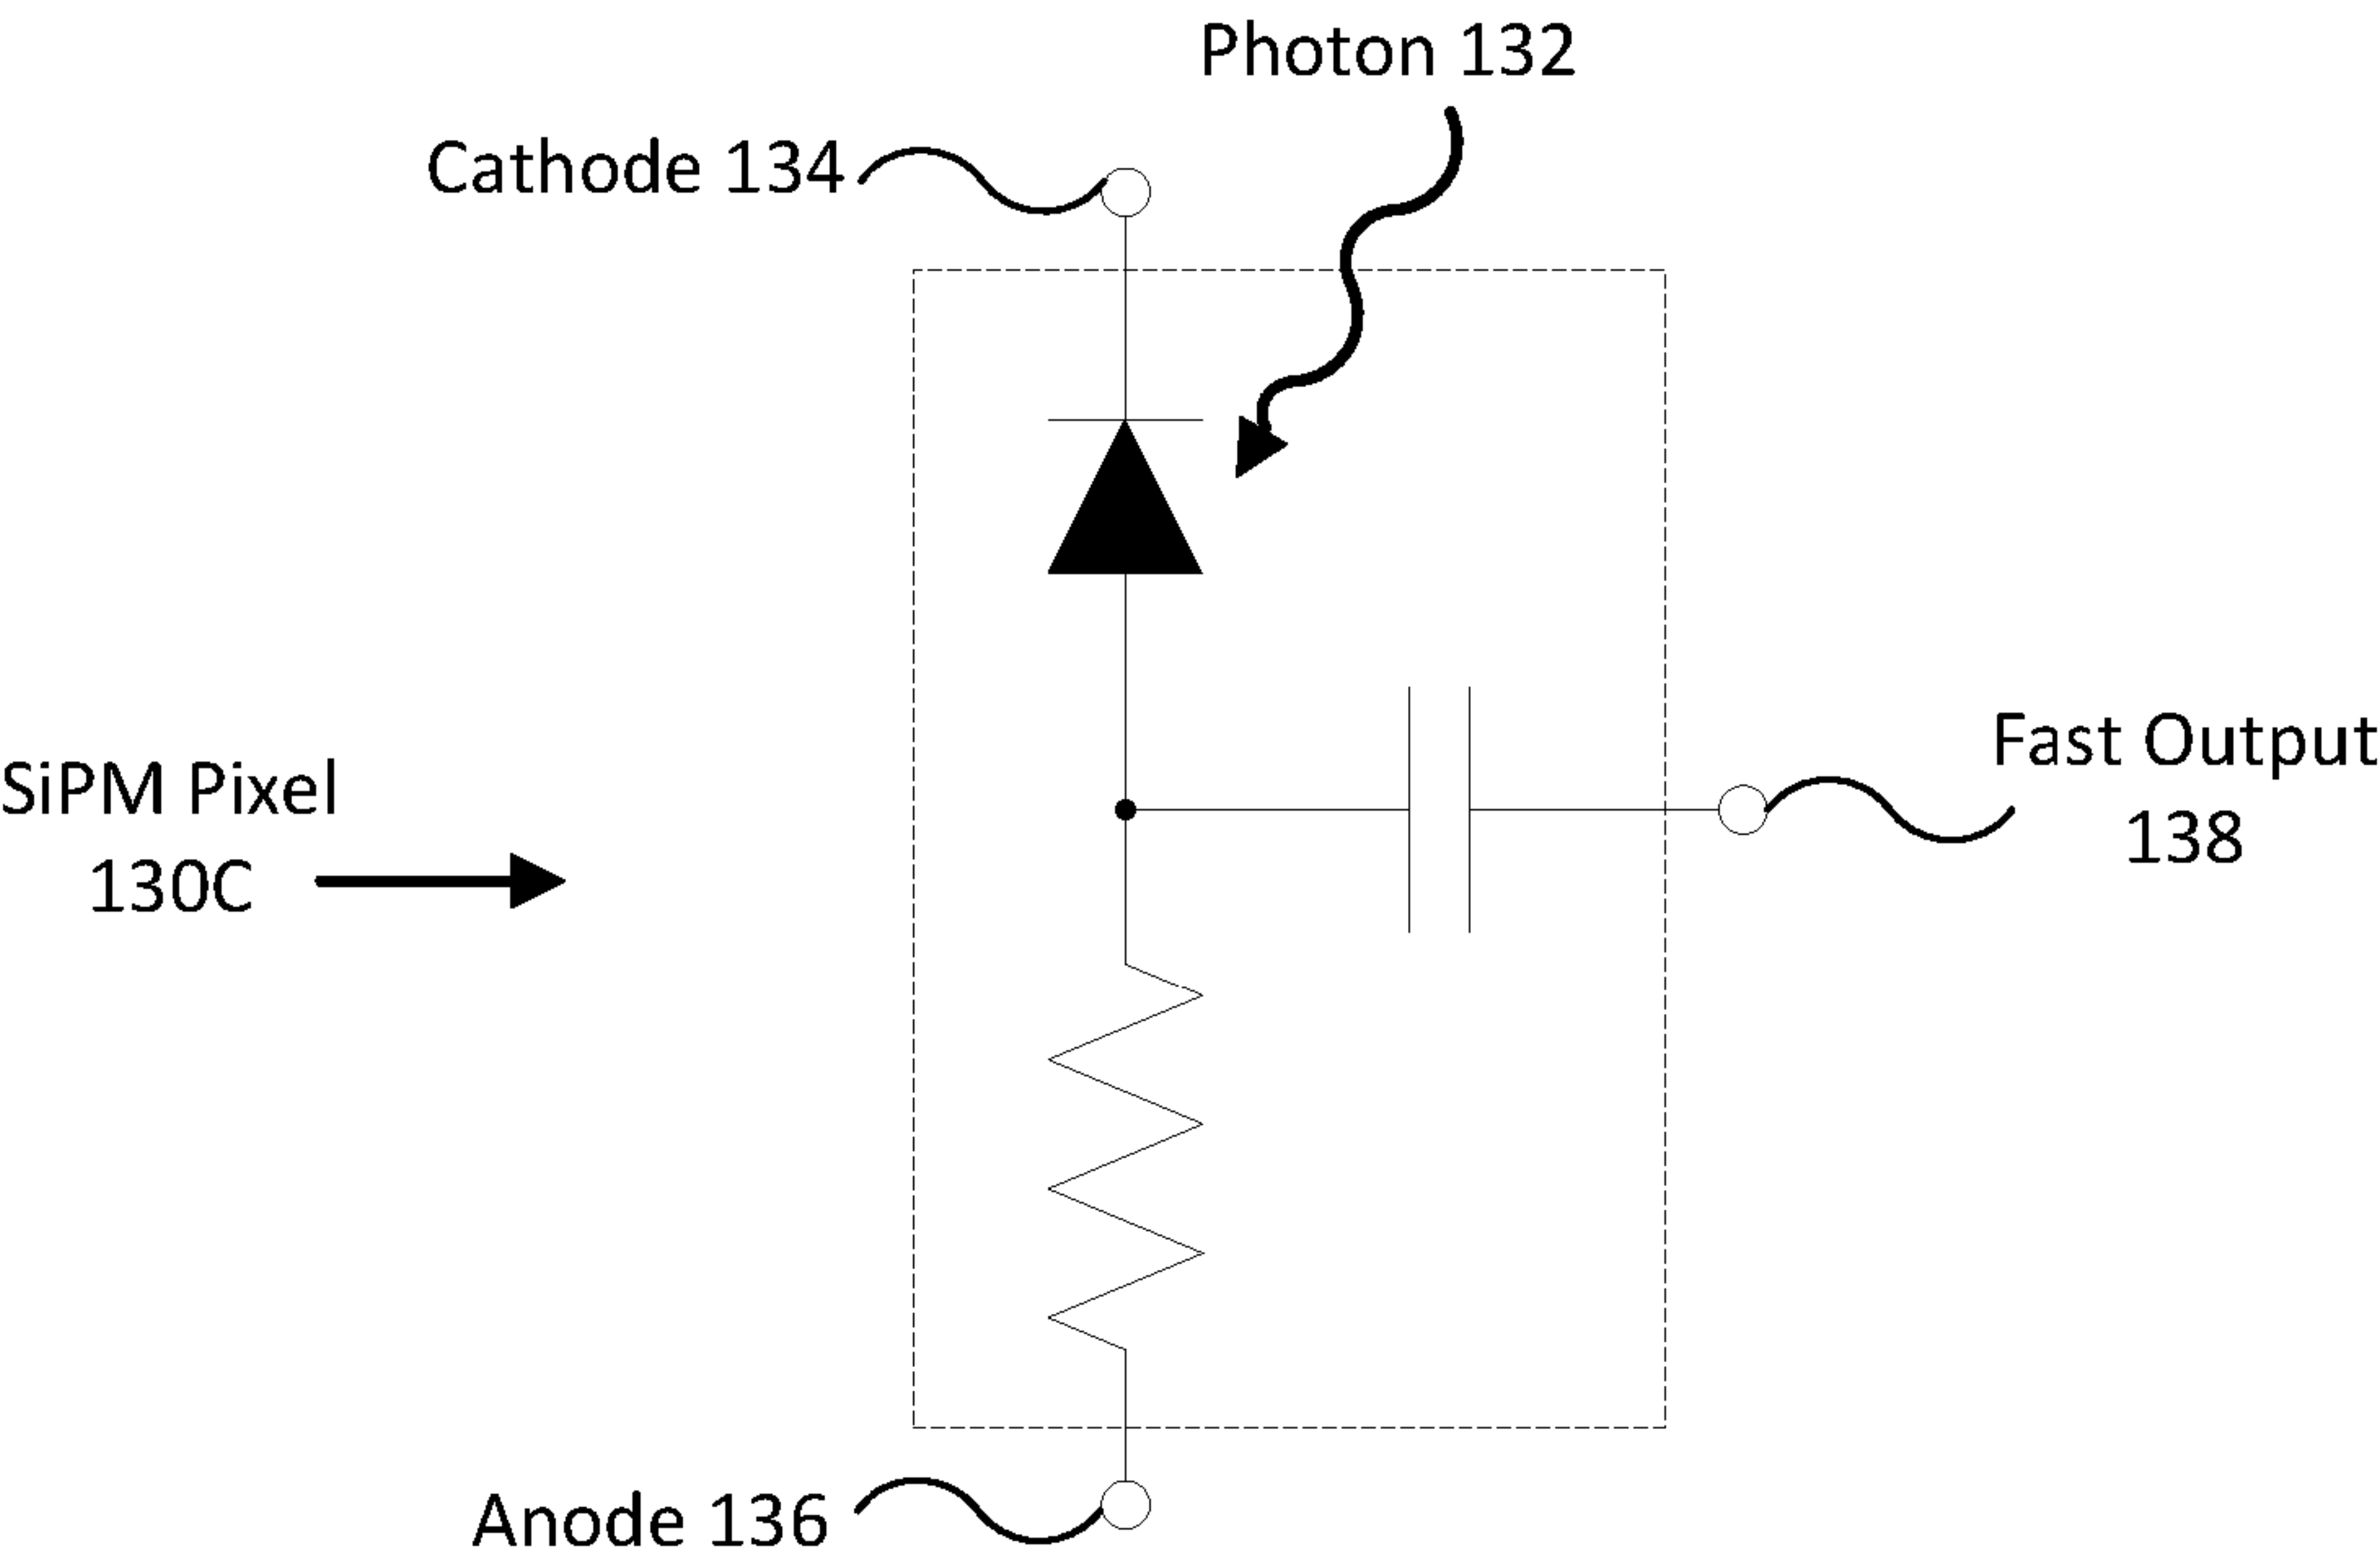 Photon 132
Cathode 134
Fast Output
138
SiPM Pixel
130C
Anode 136